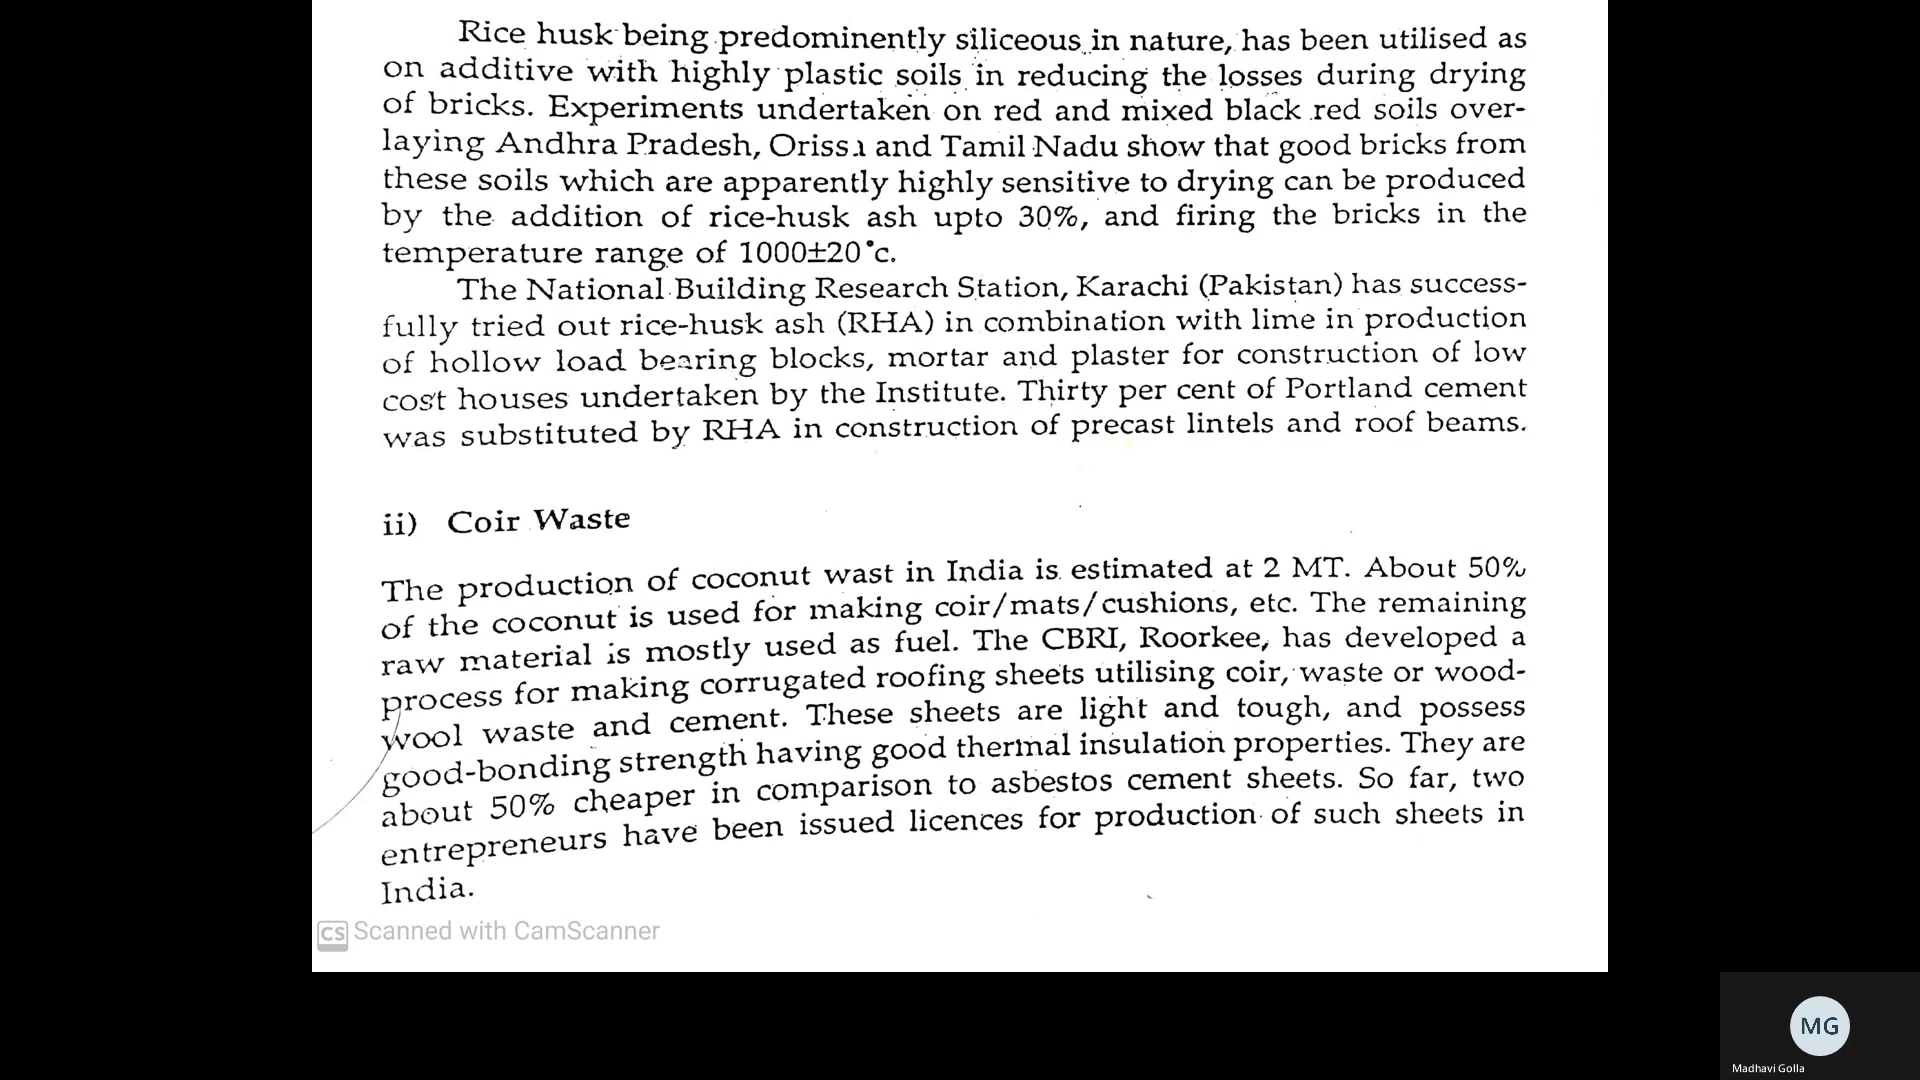 Rice husk being predominently siliceous in nature, has been utilised as
on additive with highly plastic soils in reducing the losses during drying
of bricks. Experiments undertaken on red and mixed black red soils over-
laying Andhra Pradesh, Orissa and Tamil Nadu show that good bricks from
these soils which are apparently highly sensitive to drying can be produced
by the addition of rice-husk ash upto 30%, and firing the bricks in the
temperature range of 1000±20°c.
The National Building Research Station, Karachi (Pakistan) has success-
fully tried out rice-husk ash (RHA) in combination with lime in production
of hollow load bearing blocks, mortar and plaster for construction of low
cost houses undertaken by the Institute. Thirty per cent of Portland cement
was substituted by RHA in construction of precast lintels and roof beams.
ii) Coir Waste
The production of coconut wast in India is estimated at 2 MT. About 50%
of the coconut is used for making coir/mats/cushions, etc. The remaining
raw material is mostly used as fuel. The CBRI, Roorkee, has developed a
process for making corrugated roofing sheets utilising coir, waste or wood-
wool waste and cement. These sheets are light and tough, and possess
good-bonding strength having good thermal insulation properties. They are
about 50% cheaper in comparison to asbestos cement sheets. So far, two
entrepreneurs have been issued licences for production of such sheets in
India.
CS Scanned with CamScanner
MG
Madhavi Golla